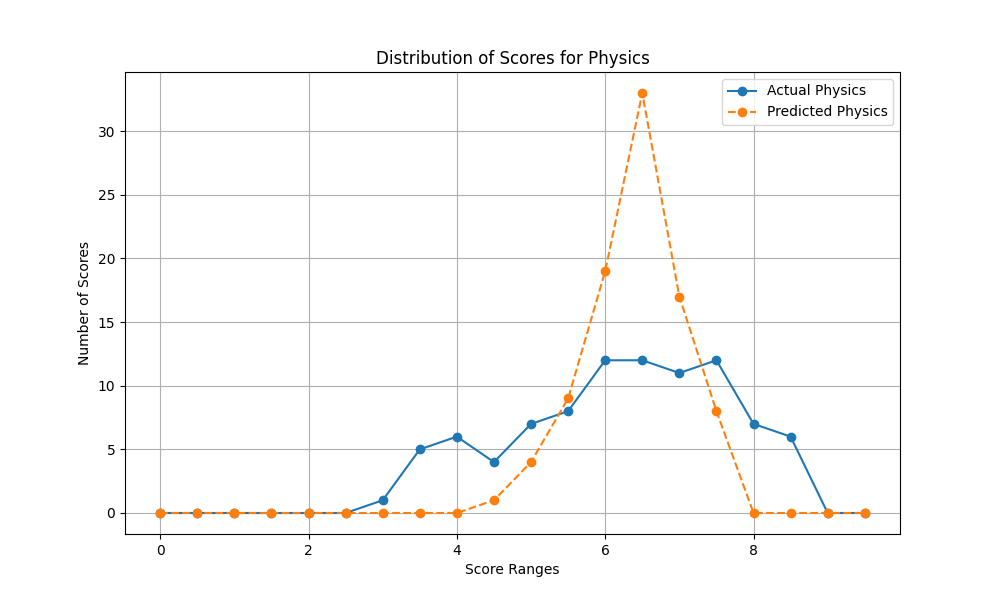 Distribution of Scores for Physics
Actual Physics
Predicted Physics
Number of Scores
30
25
20
15
10
5
0
0 2 4 6 8
Score Ranges